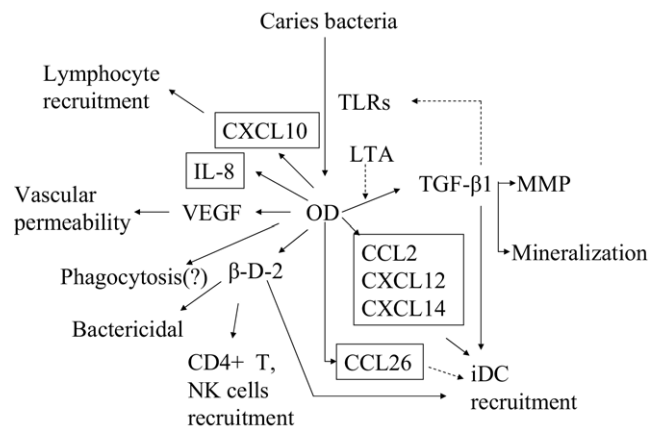 Caries bacteria
Lymphocyte
recruitment
TLRs
CXCL10
LTA
IL-8
TGF-β1
MMP
Vascular
permeability
VEGF
OD
Mineralization
CCL2
CXCL12
CXCL14
Phagocytosis(?)
β-D-2
Bactericidal
CD4+ T,
NK cells
recruitment
CCL26
iDC
recruitment